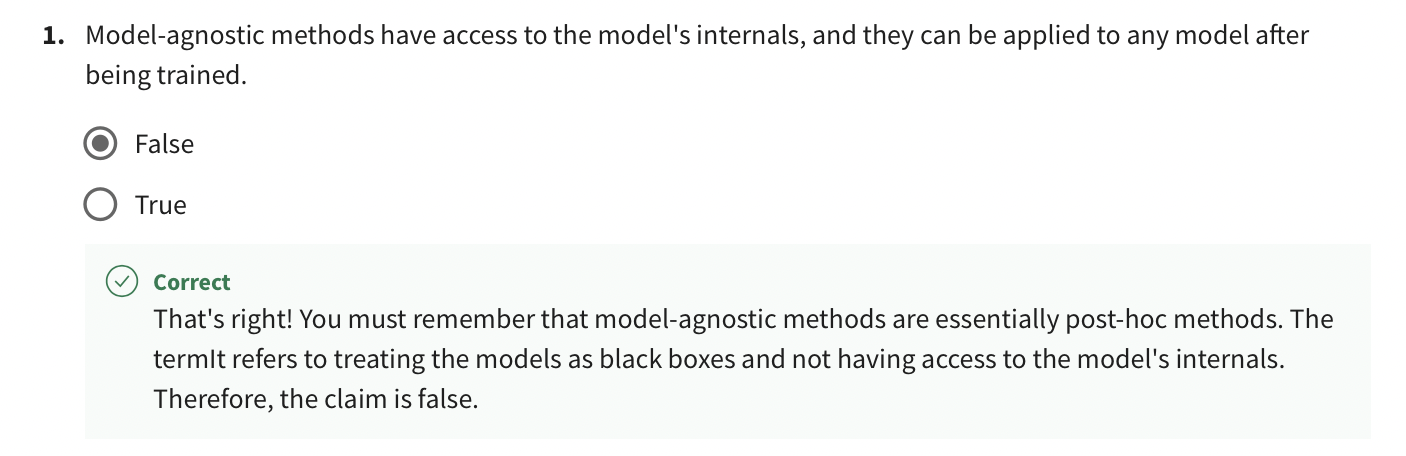 1. Model-agnostic methods have access to the model's internals, and they can be applied to any model after
being trained.
False
True
Correct
That's right! You must remember that model-agnostic methods are essentially post-hoc methods. The
termIt refers to treating the models as black boxes and not having access to the model's internals.
Therefore, the claim is false.